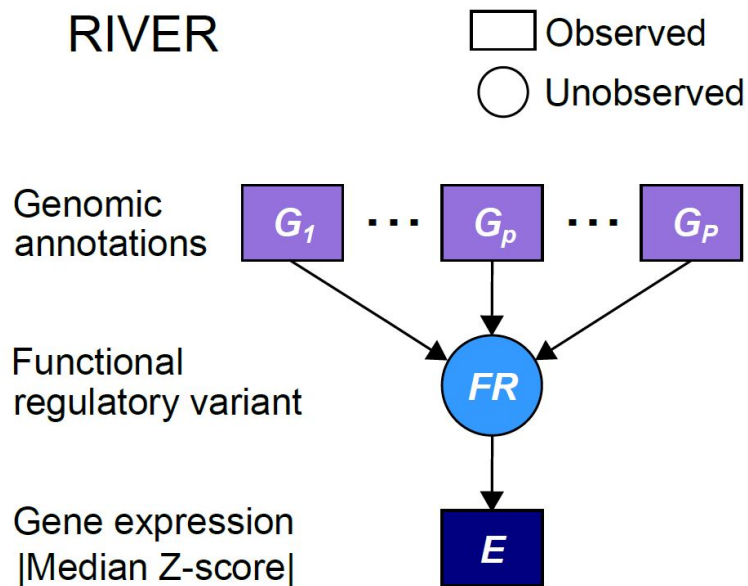 RIVER
Observed
Unobserved
Genomic
annotations
G1 ... Gp ... GP
Functional
regulatory variant
FR
Gene expression
|Median Z-score|
E